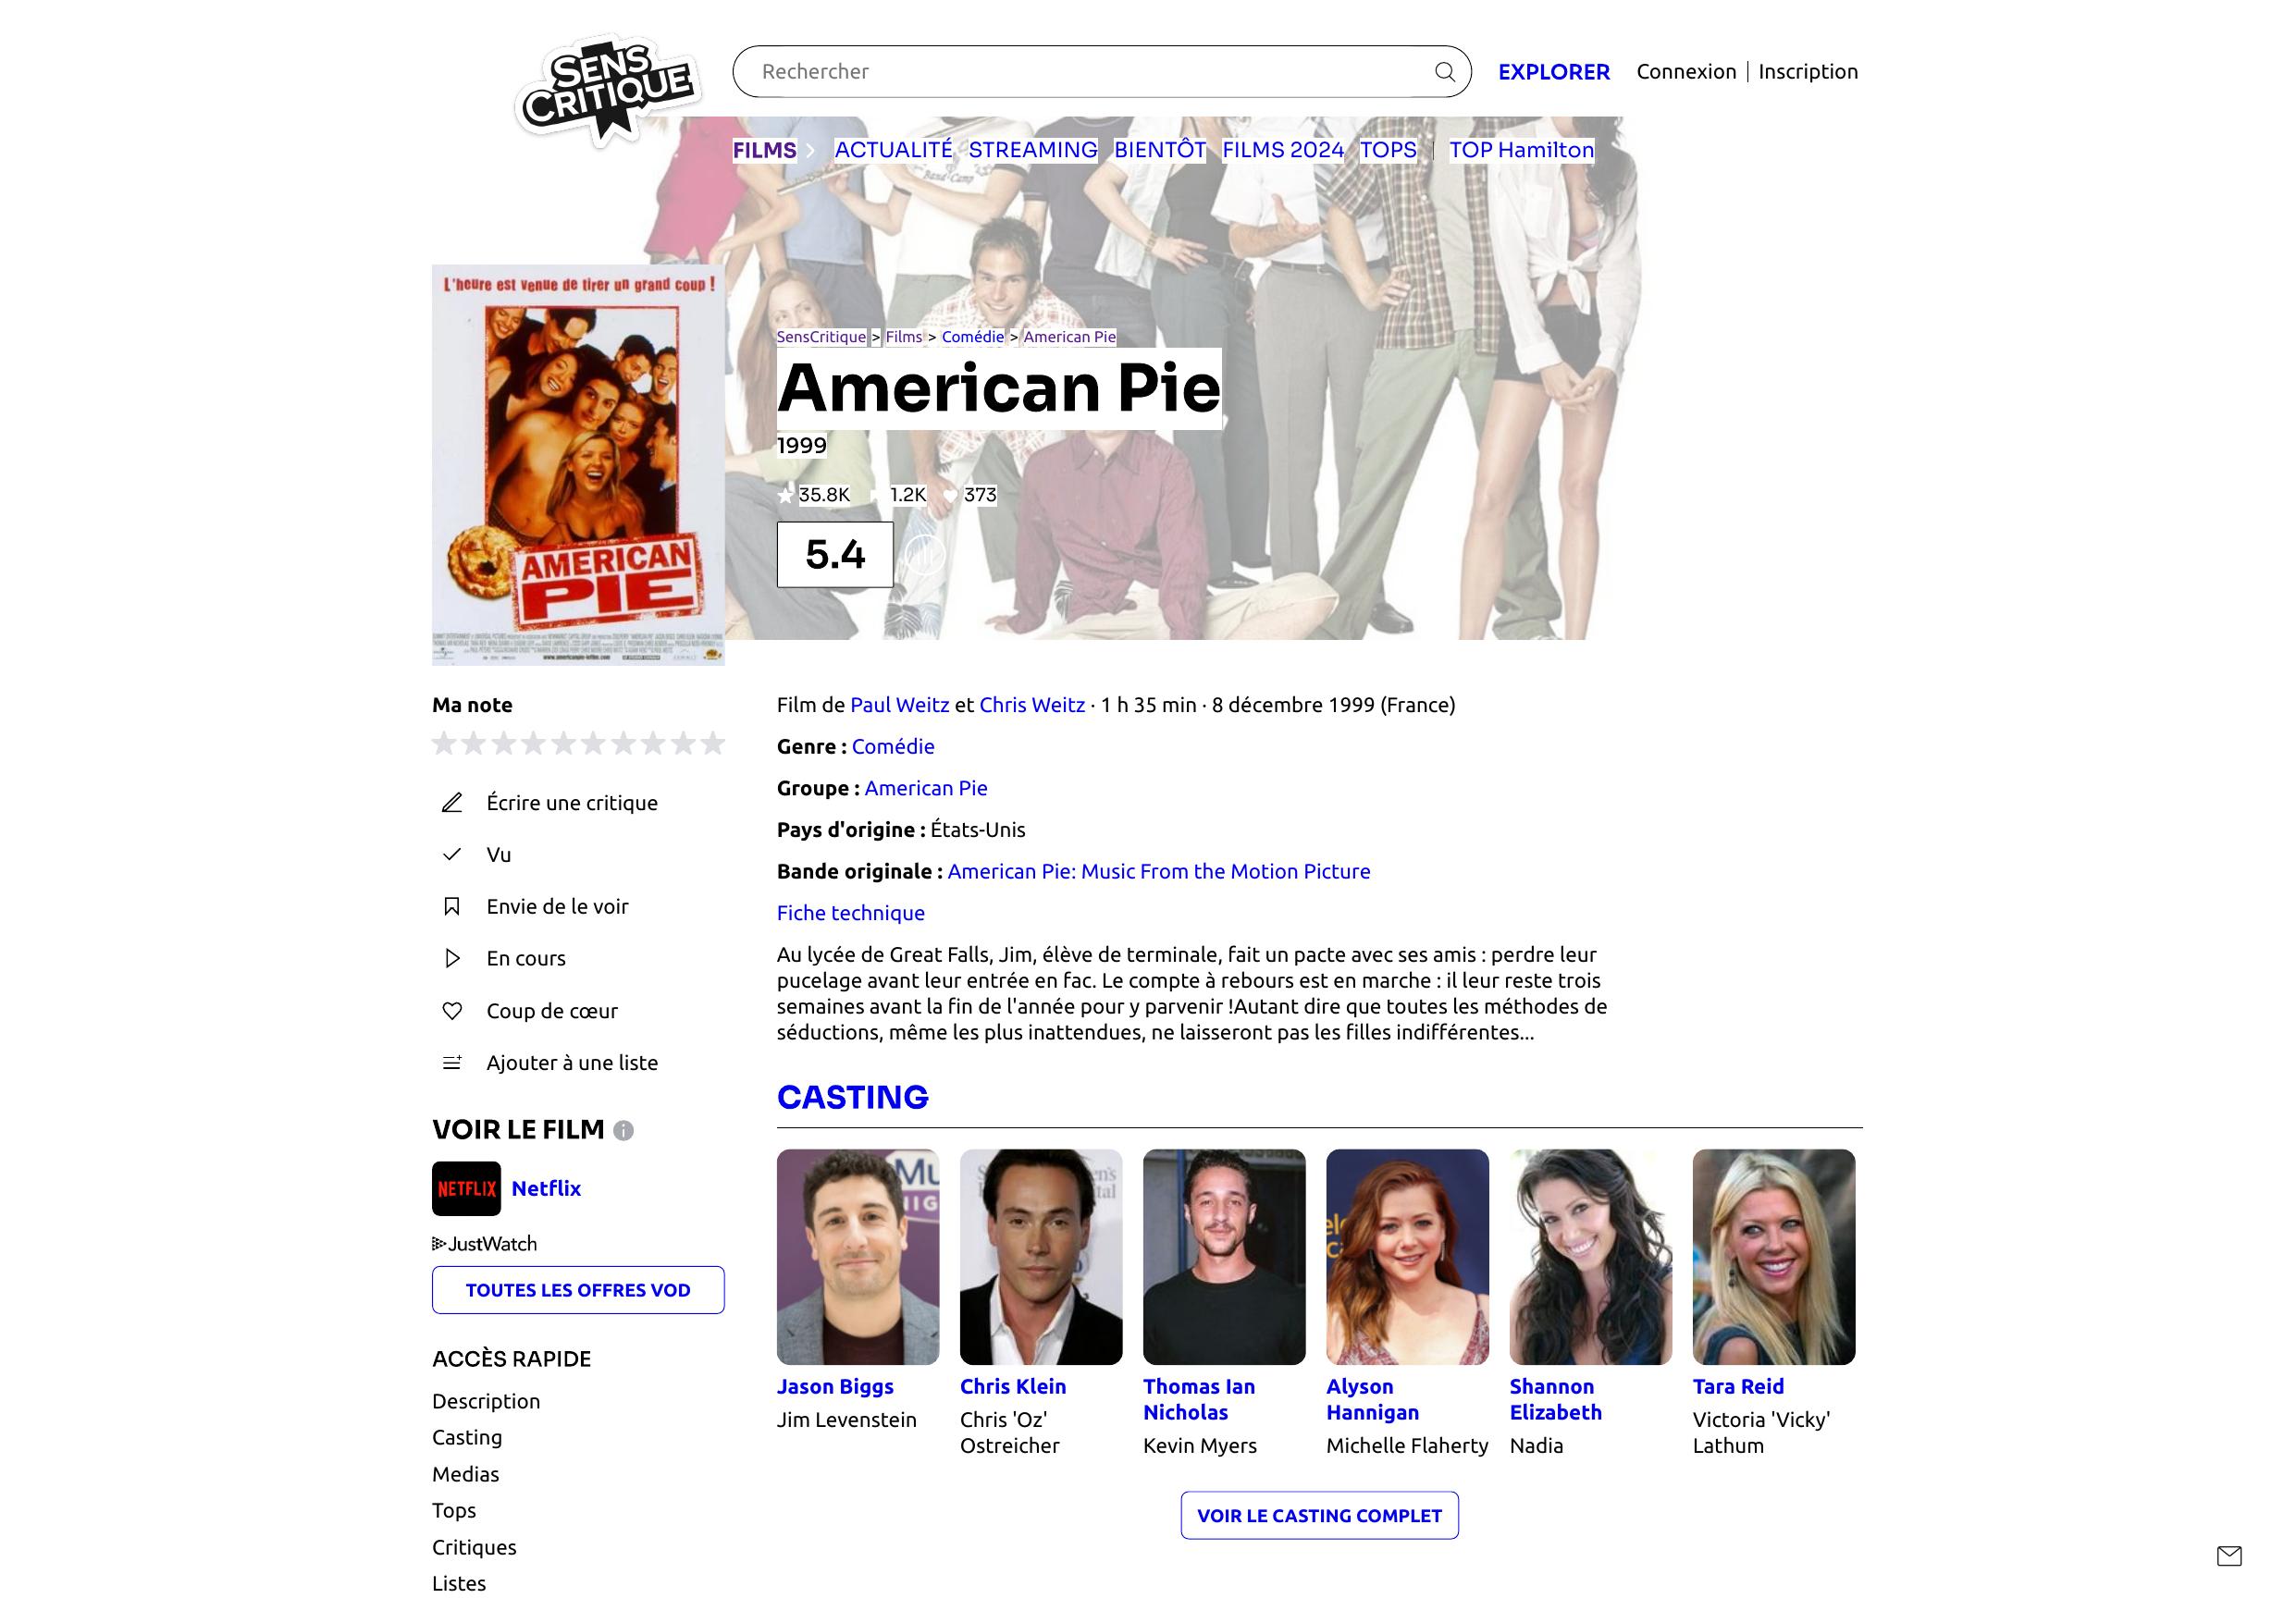 SENS
CRITIQUE
Rechercher
EXPLORER
Connexion
Inscription
FILMS
ACTUALITÉ
STREAMING
BIENTÔT
FILMS 2024
TOPS
TOP Hamilton
Band Camp
L'heure est venue de tirer un grand coup !
AMERICAN
PIE
SensCritique > Films > Comédie > American Pie
American Pie
1999
35.8K 1.2K 373
5.4
Ma note
Écrire une critique
Vu
Envie de le voir
En cours
Coup de cœur
Ajouter à une liste
VOIR LE FILM
NETFLIX Netflix
JustWatch
TOUTES LES OFFRES VOD
ACCÈS RAPIDE
Description
Casting
Medias
Tops
Critiques
Listes
Film de Paul Weitz et Chris Weitz · 1 h 35 min · 8 décembre 1999 (France)
Genre : Comédie
Groupe : American Pie
Pays d'origine : États-Unis
Bande originale : American Pie: Music From the Motion Picture
Fiche technique
Au lycée de Great Falls, Jim, élève de terminale, fait un pacte avec ses amis : perdre leur
pucelage avant leur entrée en fac. Le compte à rebours est en marche : il leur reste trois
semaines avant la fin de l'année pour y parvenir !Autant dire que toutes les méthodes de
séductions, même les plus inattendues, ne laisseront pas les filles indifférentes...
CASTING
Jason Biggs
Jim Levenstein
Chris Klein
Chris 'Oz'
Ostreicher
Thomas Ian
Nicholas
Kevin Myers
Alyson
Hannigan
Michelle Flaherty
Shannon
Elizabeth
Nadia
Tara Reid
Victoria 'Vicky'
Lathum
VOIR LE CASTING COMPLET